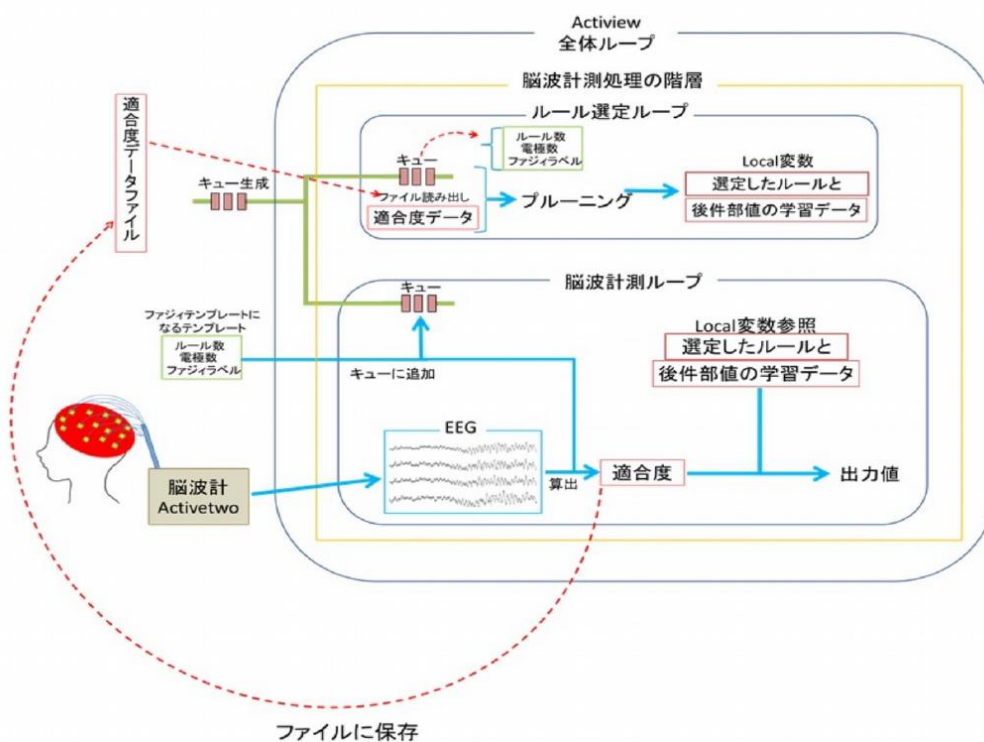 Actiview
全体ループ
脳波計測処理の階層
ルール選定ループ
適合度データファイル
キュー生成
キュー
ルール数
電極数
ファジィラベル
ファイル読み出し
適合度データ
プルーニング
Local変数
選定したルールと
後件部値の学習データ
脳波計測ループ
キュー
ファジィテンプレートに
なるテンプレート
ルール数
電極数
ファジィラベル
キューに追加
Local変数参照
選定したルールと
後件部値の学習データ
EEG
算出
適合度
出力値
脳波計
Activetwo
ファイルに保存